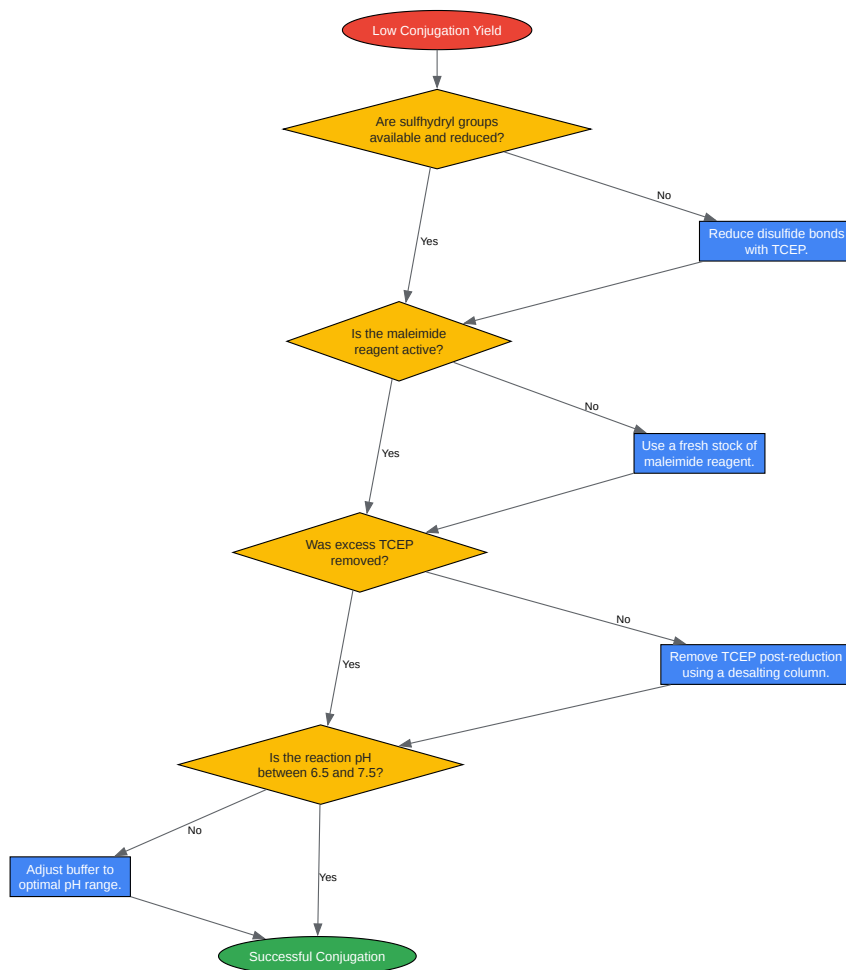 Low Conjugation Yield
Are sulfhydryl groups
available and reduced?
No
Reduce disulfide bonds
with TCEP.
Yes
Is the maleimide
reagent active?
No
Use a fresh stock of
maleimide reagent.
Yes
Was excess TCEP
removed?
No
Remove TCEP post-reduction
using a desalting column.
Yes
Is the reaction pH
between 6.5 and 7.5?
No
Adjust buffer to
optimal pH range.
Yes
Successful Conjugation